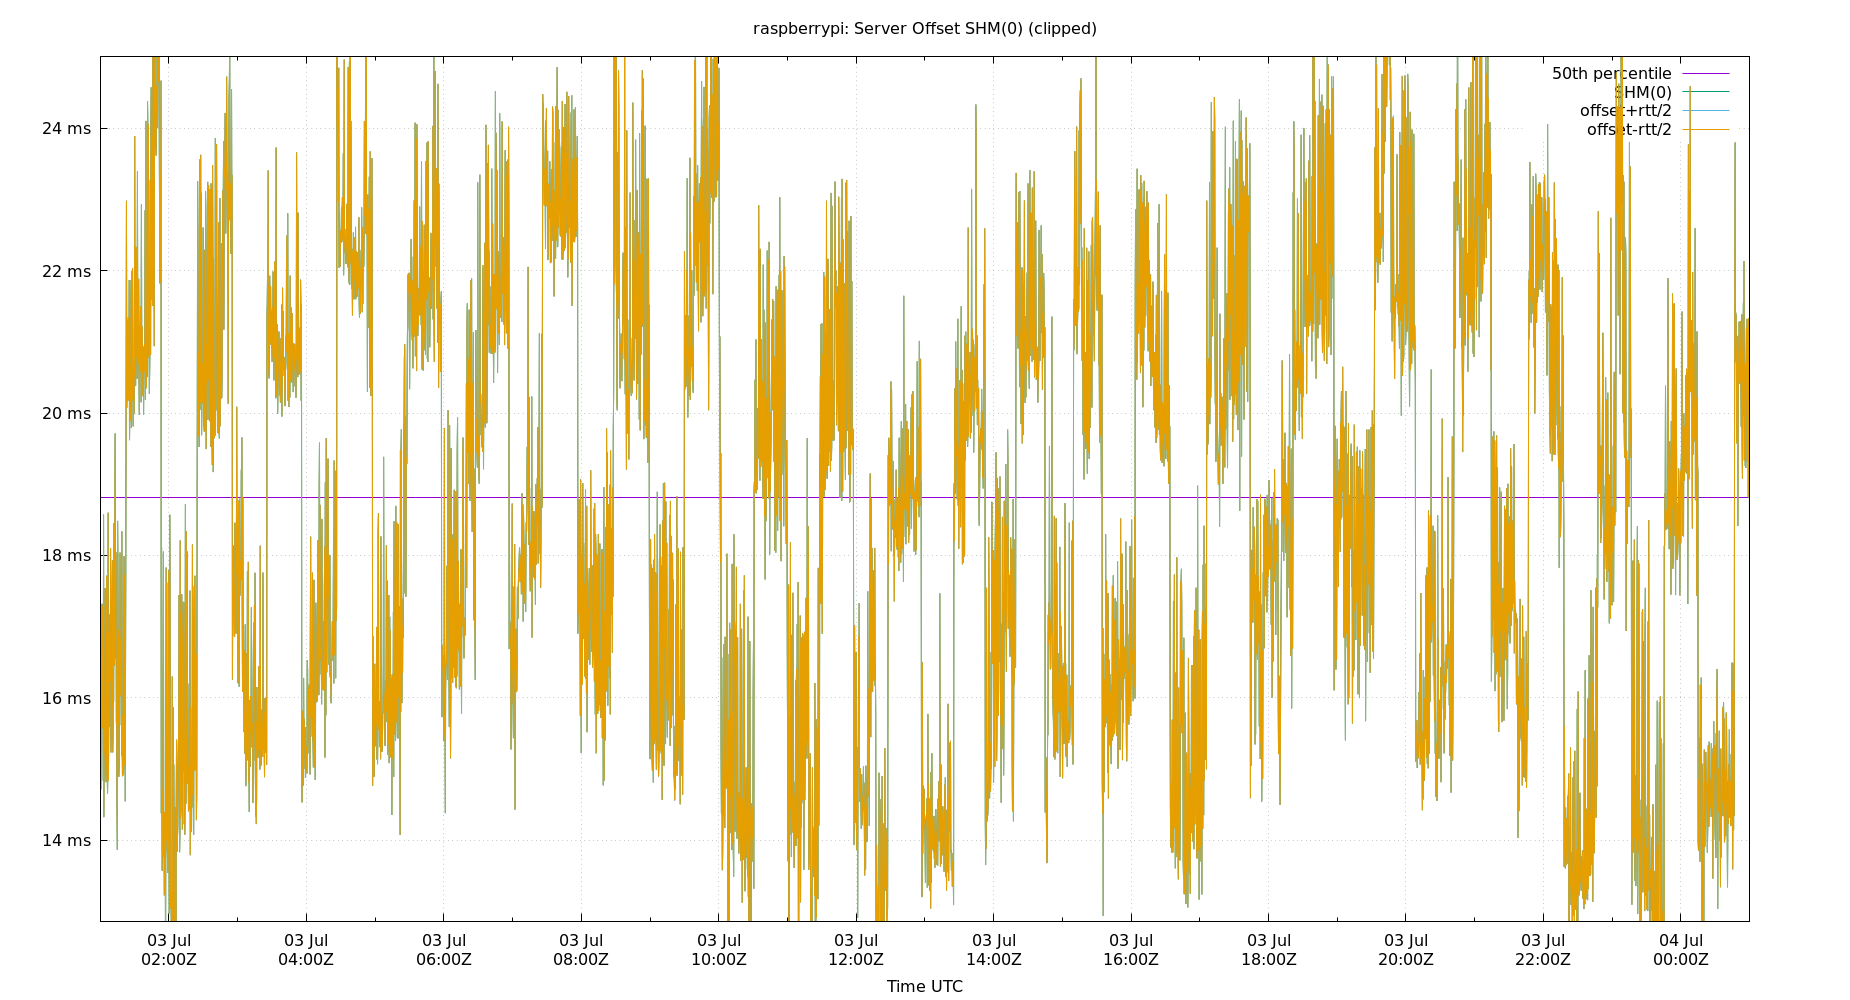 raspberrypi: Server Offset SHM(0) (clipped)
50th percentile
SHM(0)
offset+rtt/2
offset-rtt/2
24 ms
22 ms
20 ms
18 ms
16 ms
14 ms
03 Jul 03 Jul 03 Jul 03 Jul 03 Jul 03 Jul 03 Jul 03 Jul 03 Jul 03 Jul 03 Jul 04 Jul
02:00Z 04:00Z 06:00Z 08:00Z 10:00Z 12:00Z 14:00Z 16:00Z 18:00Z 20:00Z 22:00Z 00:00Z
Time UTC